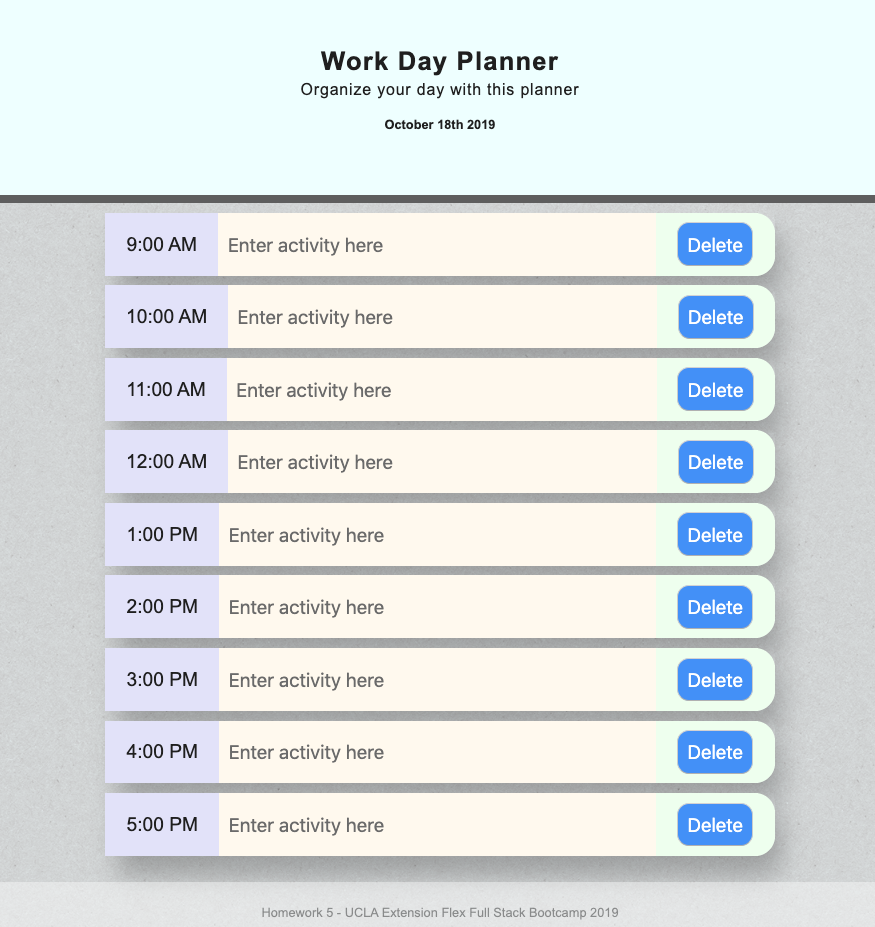 Work Day Planner
Organize your day with this planner
October 18th 2019
9:00 AM Enter activity here Delete
10:00 AM Enter activity here Delete
11:00 AM Enter activity here Delete
12:00 AM Enter activity here Delete
1:00 PM Enter activity here Delete
2:00 PM Enter activity here Delete
3:00 PM Enter activity here Delete
4:00 PM Enter activity here Delete
5:00 PM Enter activity here Delete
Homework 5 - UCLA Extension Flex Full Stack Bootcamp 2019